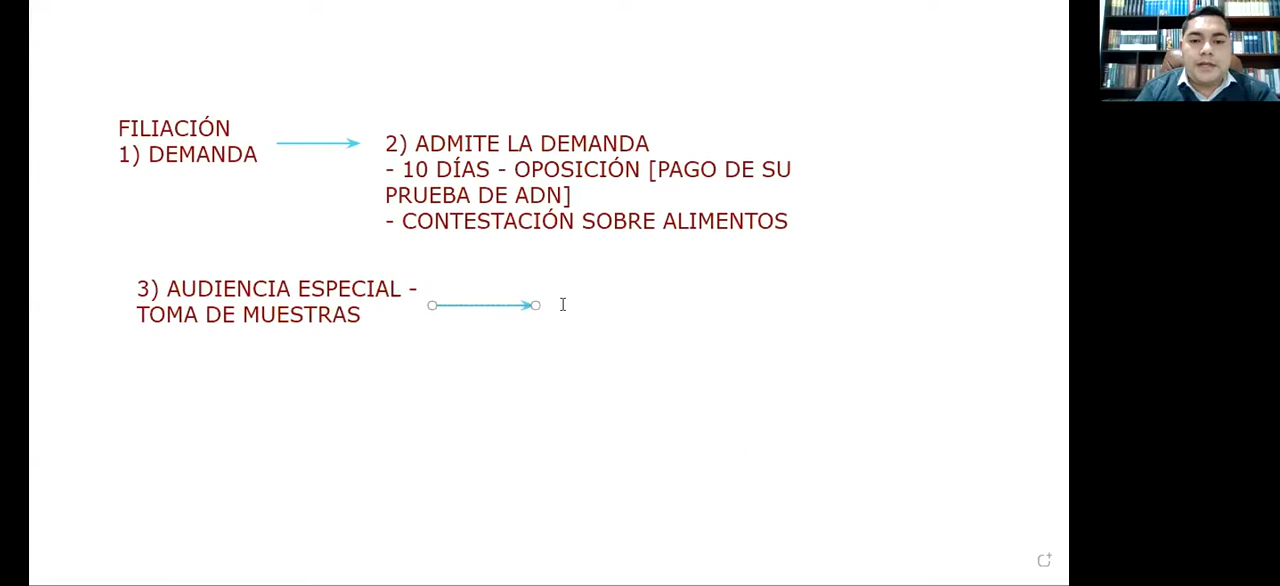 FILIACIÓN
1) DEMANDA
2) ADMITE LA DEMANDA
- 10 DÍAS - OPOSICIÓN [PAGO DE SU
PRUEBA DE ADN]
- CONTESTACIÓN SOBRE ALIMENTOS
3) AUDIENCIA ESPECIAL -
TOMA DE MUESTRAS